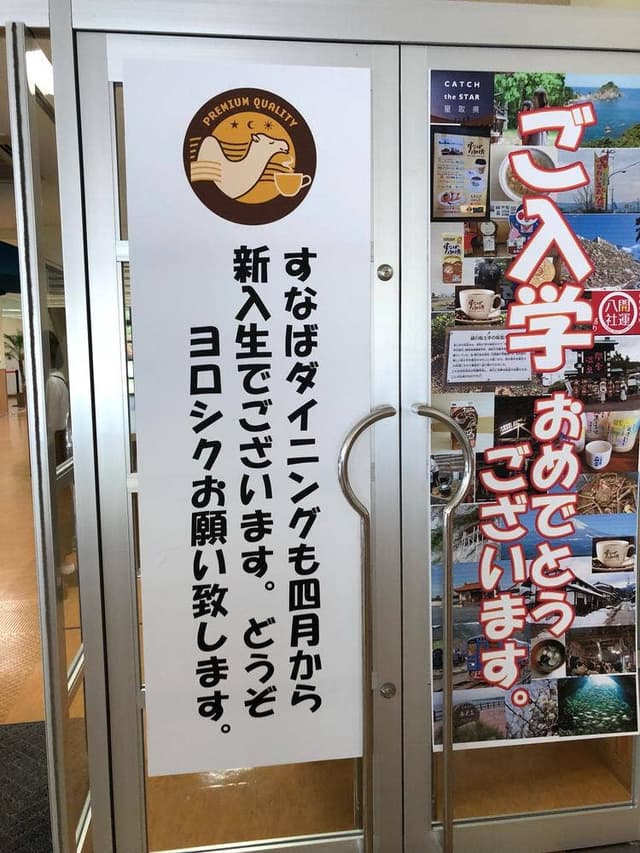 PREMIUM QUALITY
すなばダイニングも四月から
新入生でございます。どうぞ
ヨロシクお願い致します。
CATCH
the STAR
星取県
ご入学おめでとう
ございます。
開運
八社